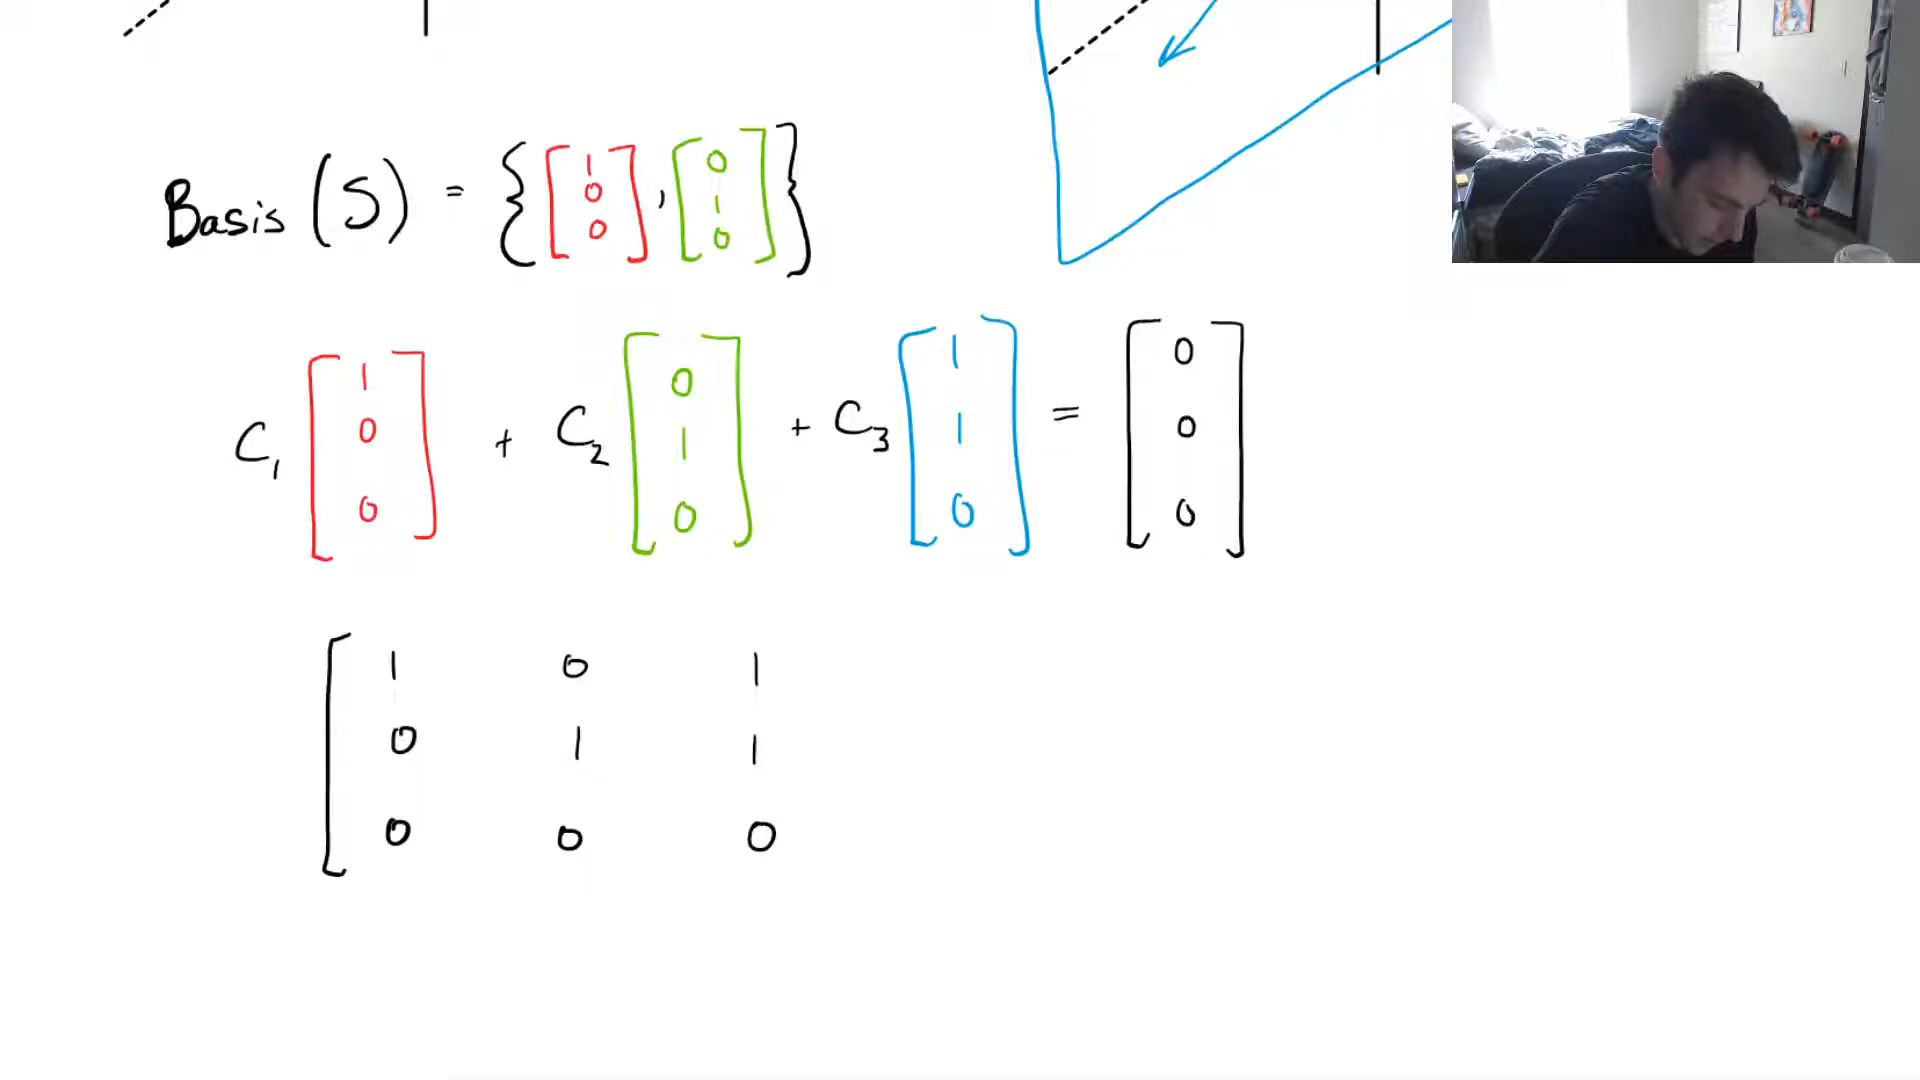 Basis (S) = {[1 0 0], [0 1 0]}
C₁ [1 0 0] + C₂ [0 1 0] + C₃ [1 1 0] = [0 0 0]
[ 1 0 1
0 1 1
0 0 0